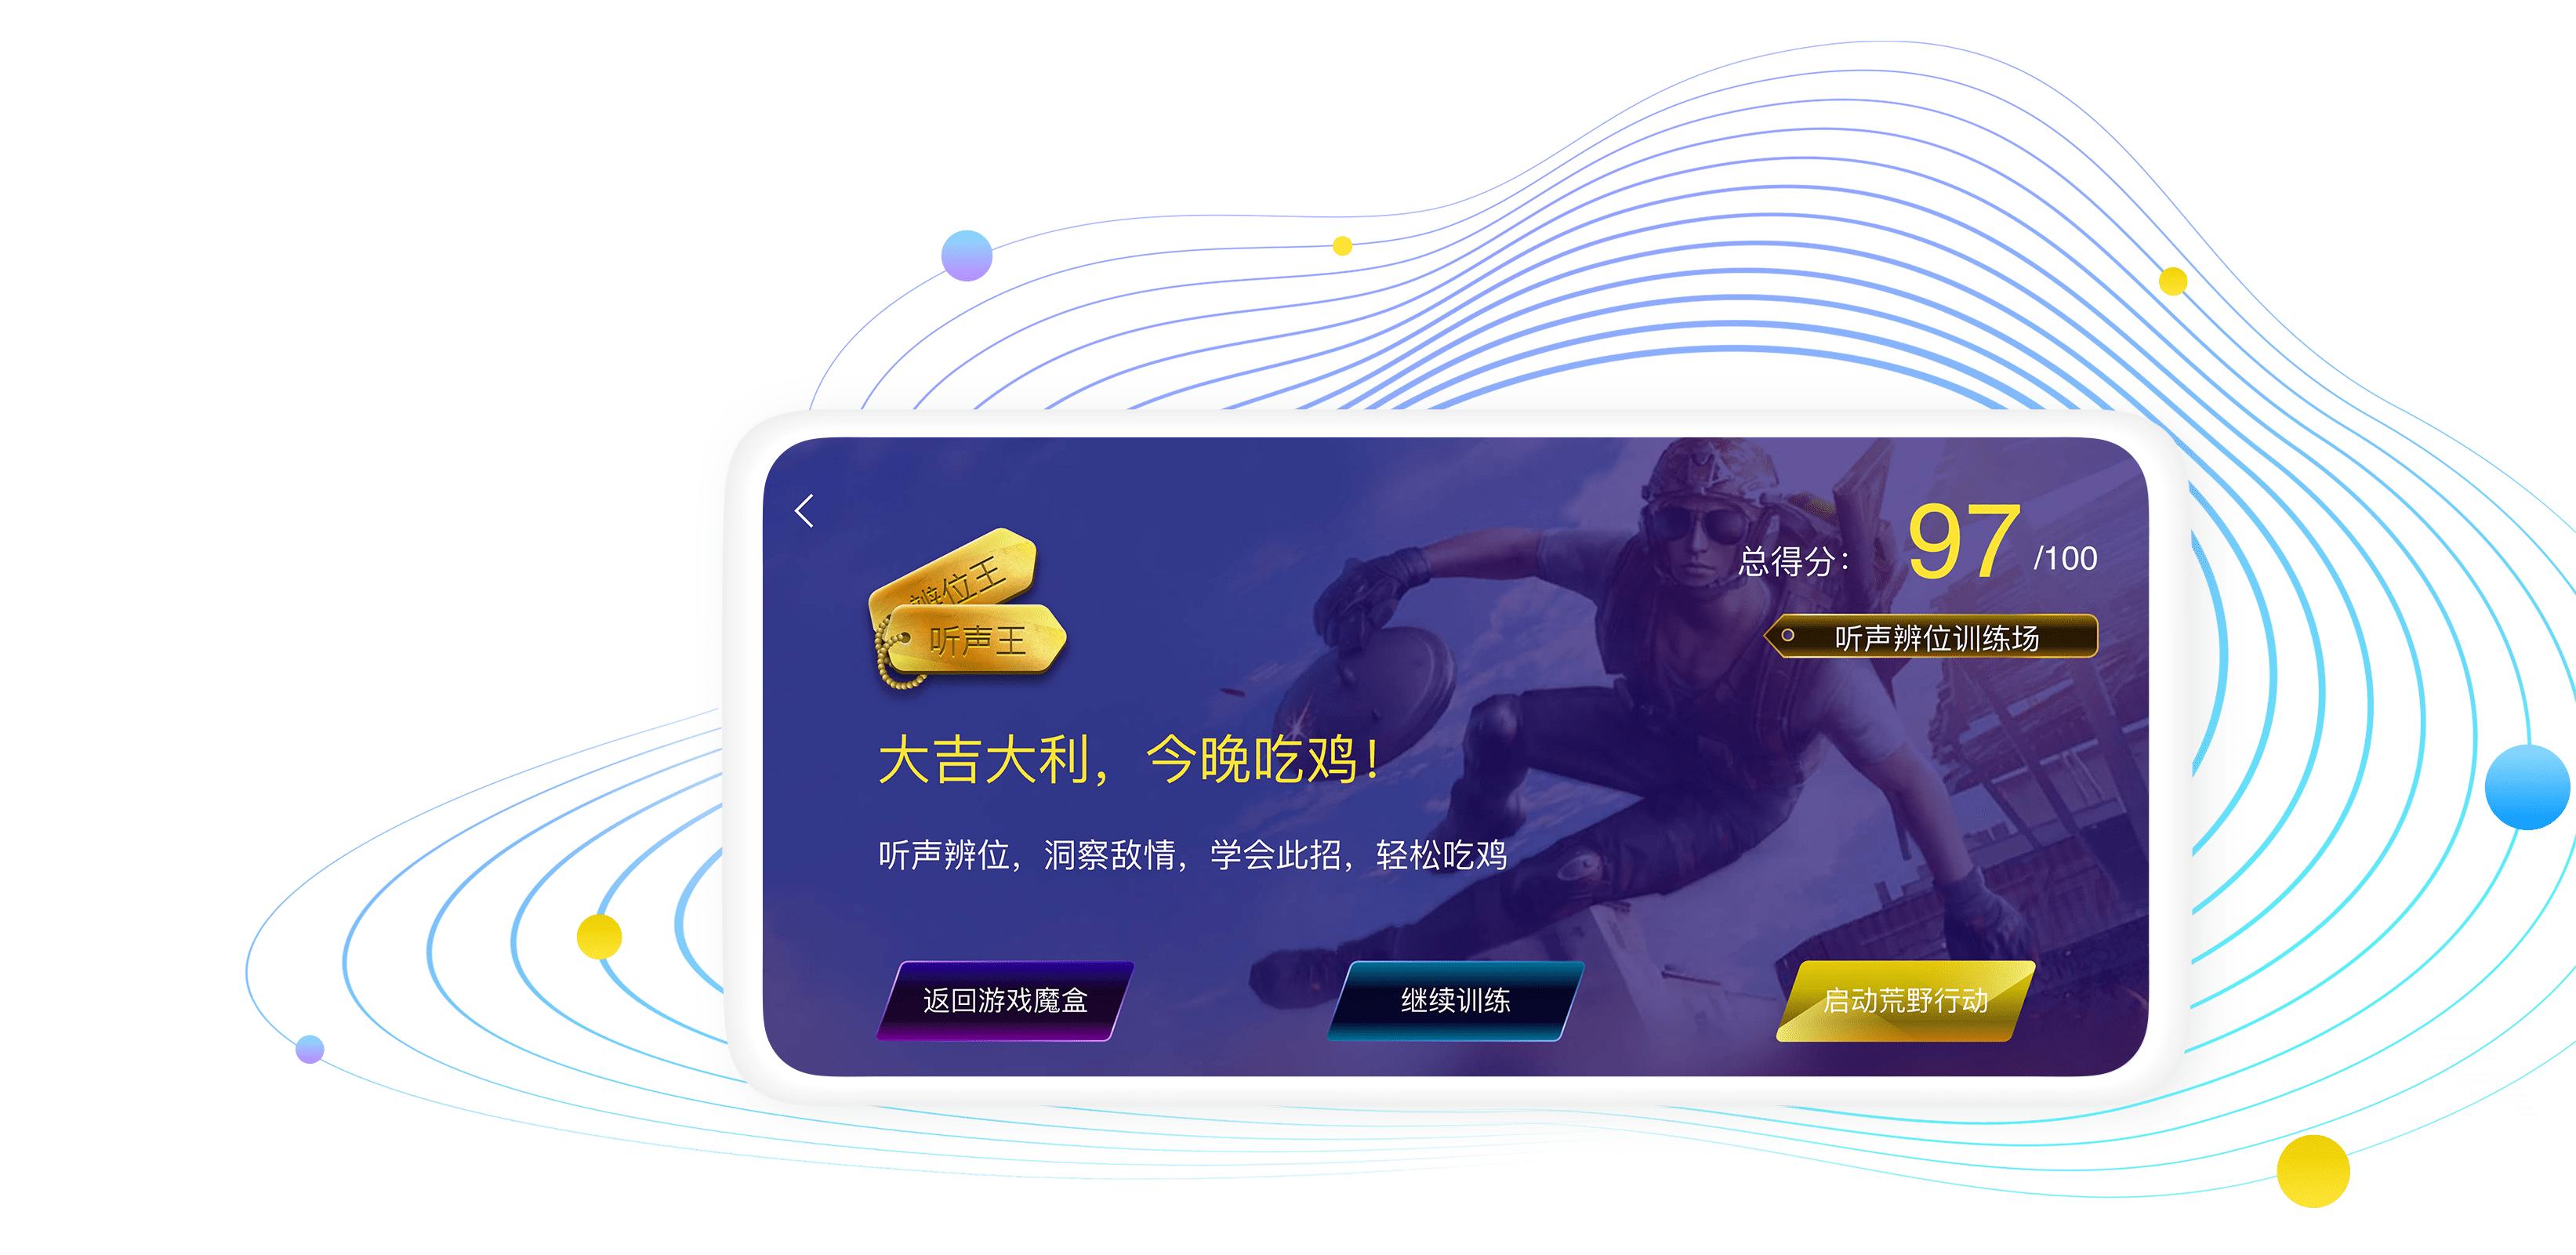 总得分： 97 /100
辨位王
听声王
听声辨位训练场
大吉大利，今晚吃鸡！
听声辨位，洞察敌情，学会此招，轻松吃鸡
返回游戏魔盒
继续训练
启动荒野行动